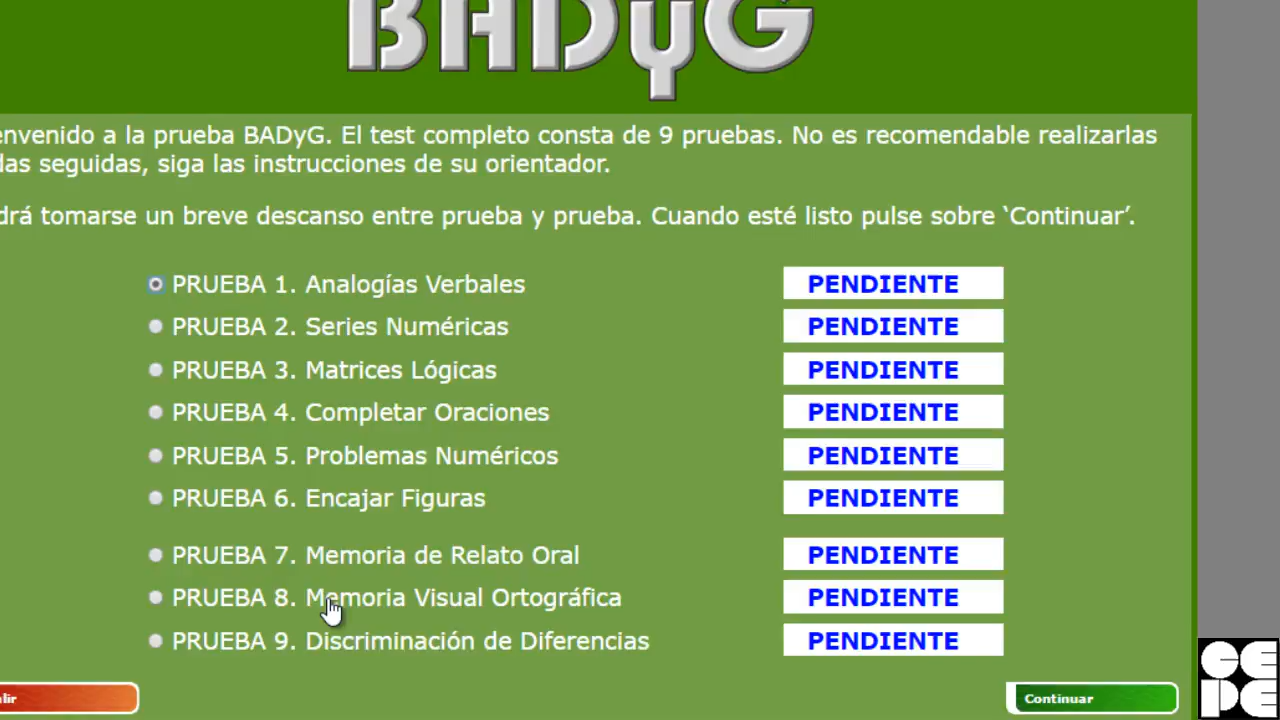 BADyG
envenido a la prueba BADyG. El test completo consta de 9 pruebas. No es recomendable realizarlas
das seguidas, siga las instrucciones de su orientador.
drá tomarse un breve descanso entre prueba y prueba. Cuando esté listo pulse sobre ‘Continuar’.
PRUEBA 1. Analogías Verbales PENDIENTE
PRUEBA 2. Series Numéricas PENDIENTE
PRUEBA 3. Matrices Lógicas PENDIENTE
PRUEBA 4. Completar Oraciones PENDIENTE
PRUEBA 5. Problemas Numéricos PENDIENTE
PRUEBA 6. Encajar Figuras PENDIENTE
PRUEBA 7. Memoria de Relato Oral PENDIENTE
PRUEBA 8. Memoria Visual Ortográfica PENDIENTE
PRUEBA 9. Discriminación de Diferencias PENDIENTE
lir Continuar
CE
PE